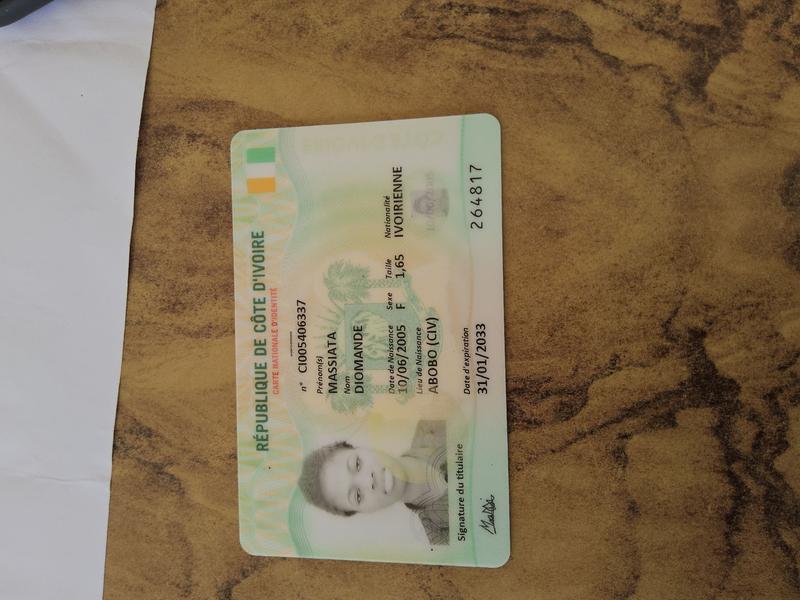 RÉPUBLIQUE DE CÔTE D'IVOIRE
CARTE NATIONALE D'IDENTITÉ
n° CI005406337
Prénom(s)
MASSIATA
Nom
DIOMANDE
Date de Naissance Sexe Taille Nationalité
10/06/2005 F 1,65 IVOIRIENNE
Lieu de Naissance
ABOBO (CIV)
Signature du titulaire
Date d'expiration
31/01/2033
264817